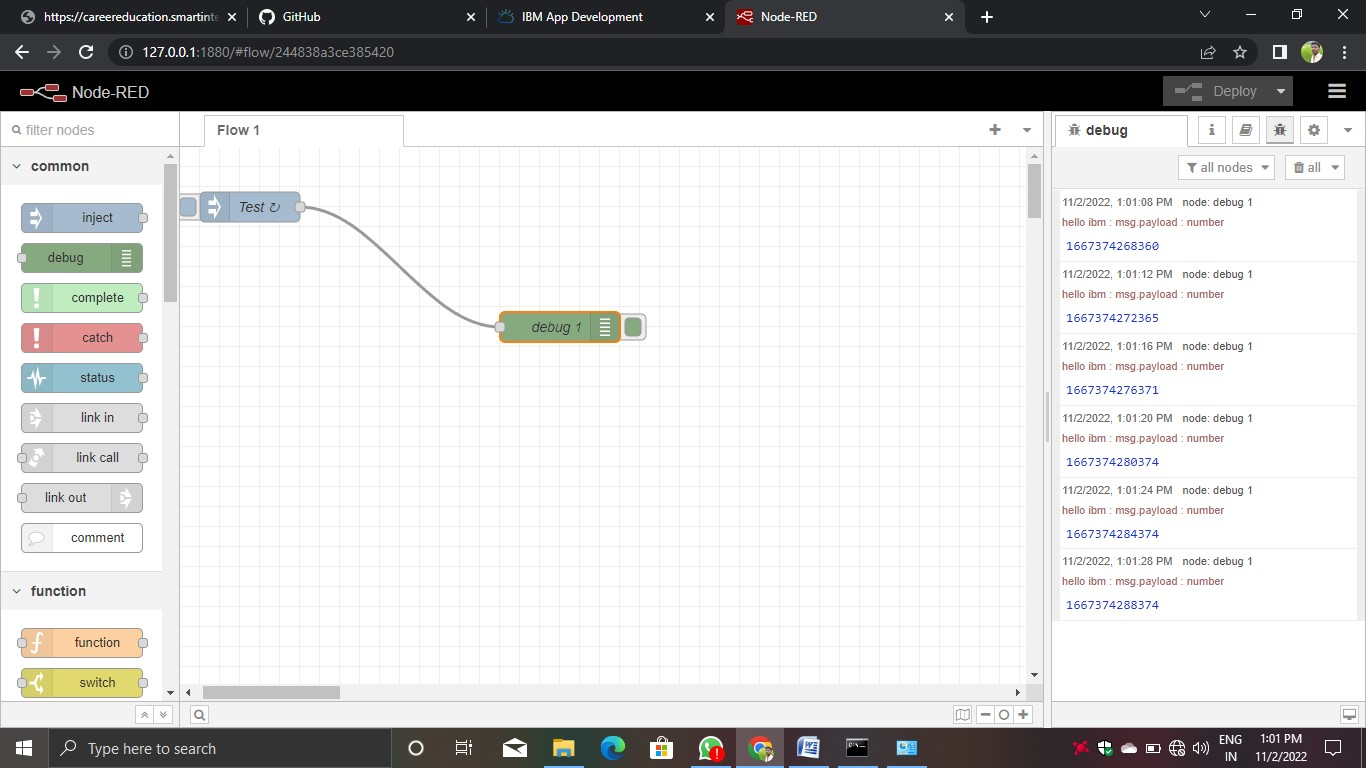 https://careereducation.smartinte
GitHub
IBM App Development
Node-RED
127.0.0.1:1880/#flow/244838a3ce385420
Node-RED
Deploy
filter nodes
Flow 1
debug
common
all nodes
all
inject
debug
complete
catch
status
link in
link call
link out
comment
function
function
switch
Test ↻
debug 1
11/2/2022, 1:01:08 PM node: debug 1
hello ibm : msg.payload : number
1667374268360
11/2/2022, 1:01:12 PM node: debug 1
hello ibm : msg.payload : number
1667374272365
11/2/2022, 1:01:16 PM node: debug 1
hello ibm : msg.payload : number
1667374276371
11/2/2022, 1:01:20 PM node: debug 1
hello ibm : msg.payload : number
1667374280374
11/2/2022, 1:01:24 PM node: debug 1
hello ibm : msg.payload : number
1667374284374
11/2/2022, 1:01:28 PM node: debug 1
hello ibm : msg.payload : number
1667374288374
Type here to search
ENG
IN
1:01 PM
11/2/2022